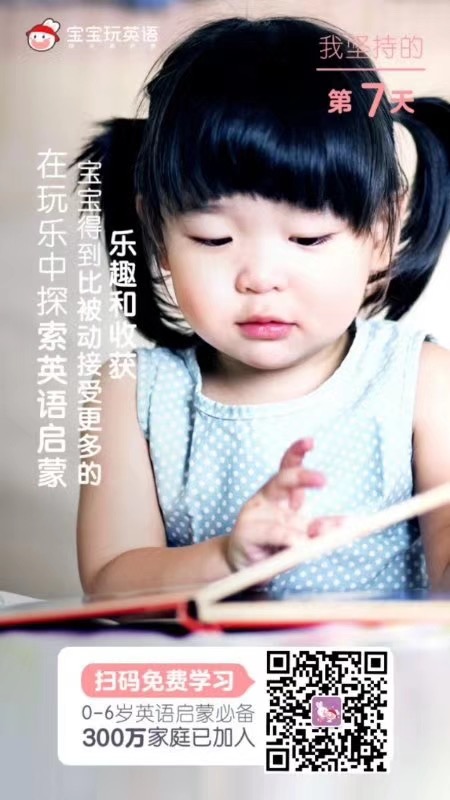 宝宝玩英语
我坚持的
第7天
在玩乐中探索英语启蒙
宝宝得到比被动接受更多的
乐趣和收获
扫码免费学习
0-6岁英语启蒙必备
300万家庭已加入